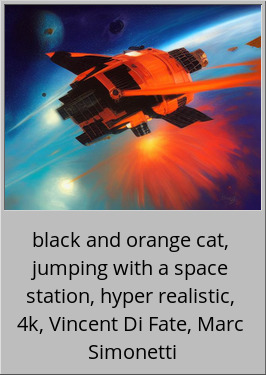 black and orange cat,
jumping with a space
station, hyper realistic,
4k, Vincent Di Fate, Marc
Simonetti